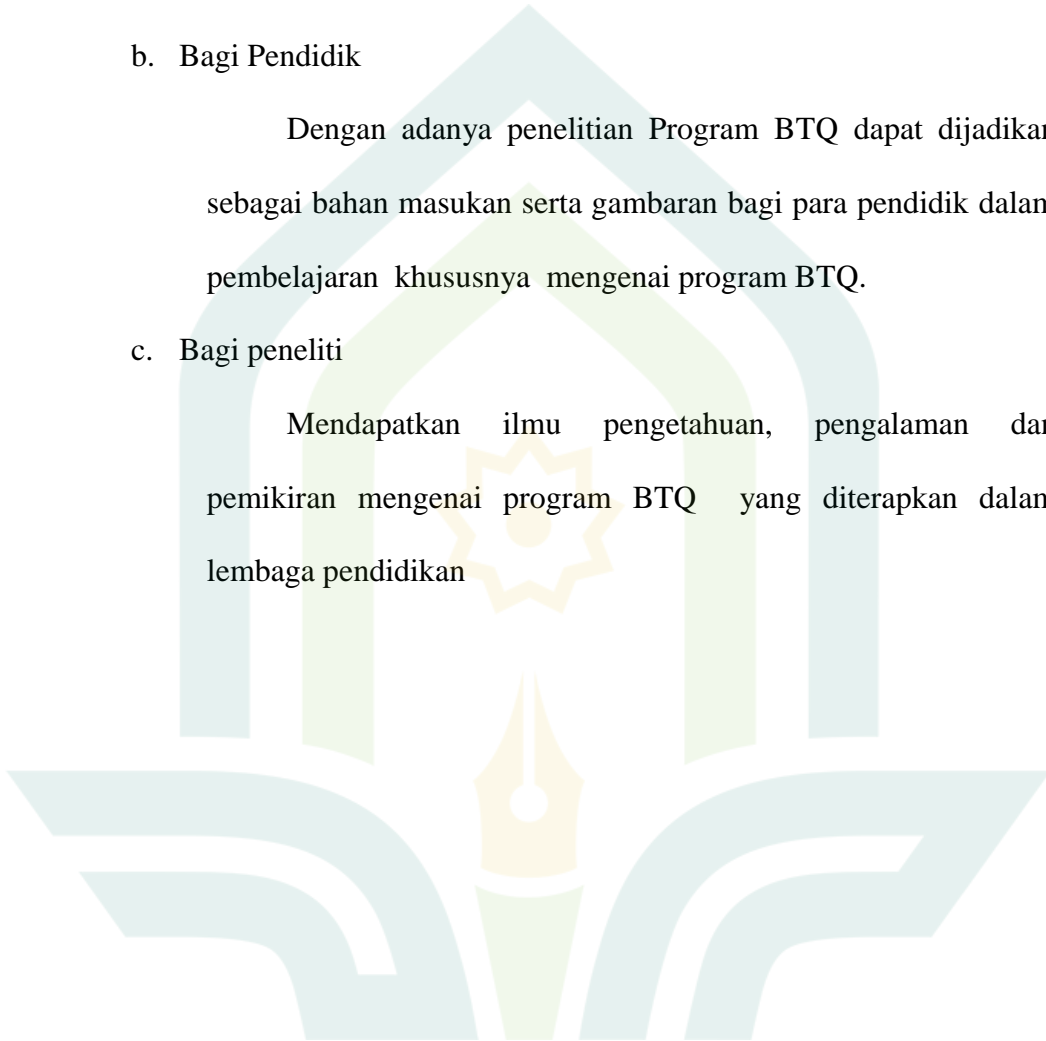 b. Bagi Pendidik
Dengan adanya penelitian Program BTQ dapat dijadikan
sebagai bahan masukan serta gambaran bagi para pendidik dalam
pembelajaran khususnya mengenai program BTQ.
c. Bagi peneliti
Mendapatkan ilmu pengetahuan, pengalaman dan
pemikiran mengenai program BTQ yang diterapkan dalam
lembaga pendidikan